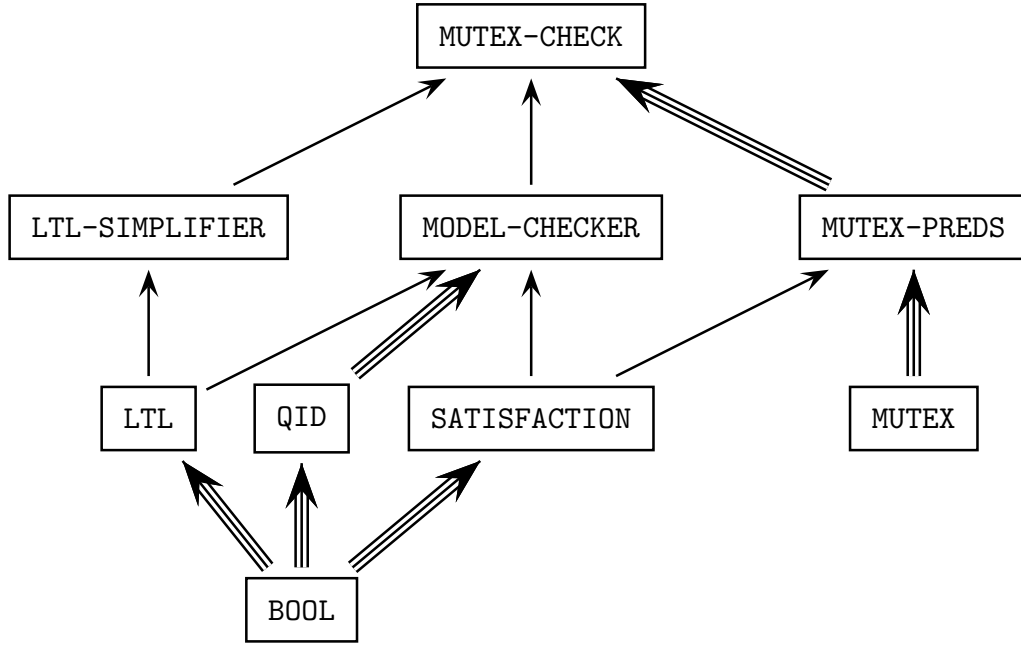 MUTEX-CHECK
LTL-SIMPLIFIER
MODEL-CHECKER
MUTEX-PREDS
LTL
QID
SATISFACTION
MUTEX
BOOL